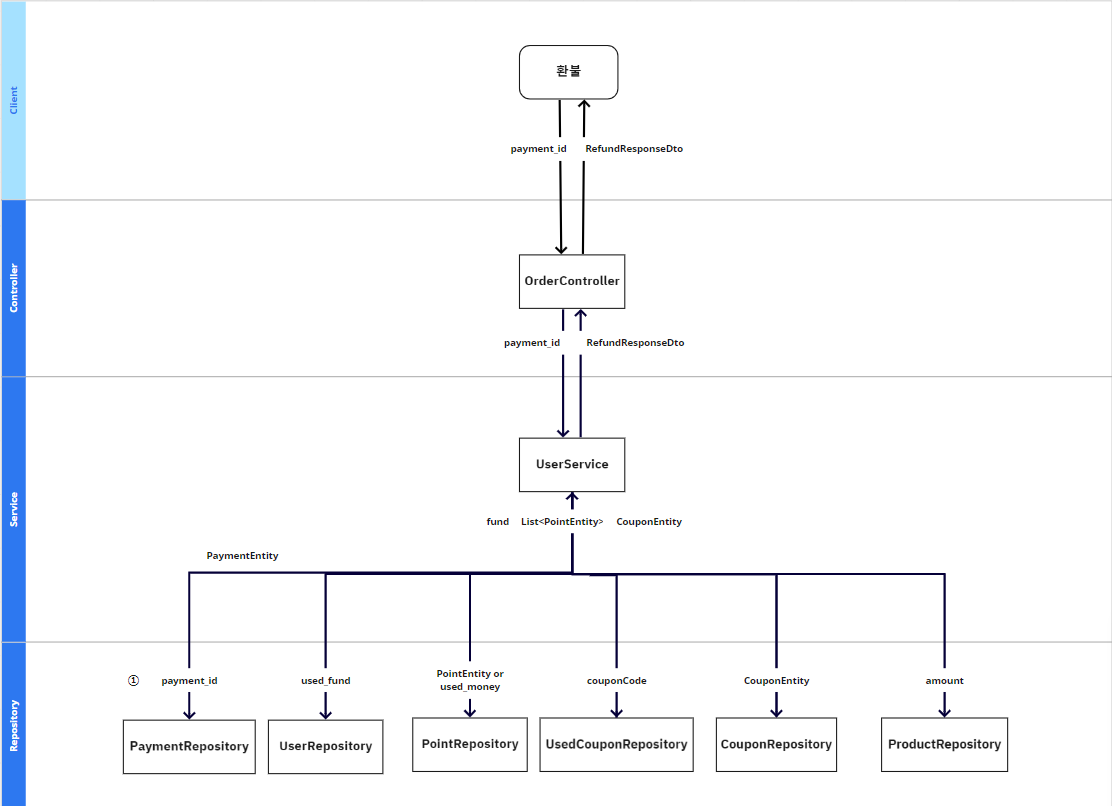 Client
환불
payment_id
RefundResponseDto
Controller
OrderController
payment_id
RefundResponseDto
Service
UserService
fund
List<PointEntity>
CouponEntity
PaymentEntity
Repository
①
payment_id
used_fund
PointEntity or
used_money
couponCode
CouponEntity
amount
PaymentRepository
UserRepository
PointRepository
UsedCouponRepository
CouponRepository
ProductRepository